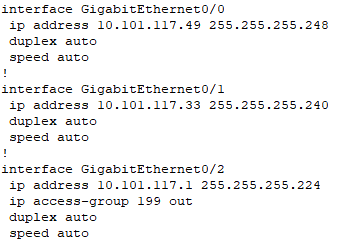 interface GigabitEthernet0/0
 ip address 10.101.117.49 255.255.255.248
 duplex auto
 speed auto
!
interface GigabitEthernet0/1
 ip address 10.101.117.33 255.255.255.240
 duplex auto
 speed auto
!
interface GigabitEthernet0/2
 ip address 10.101.117.1 255.255.255.224
 ip access-group 199 out
 duplex auto
 speed auto